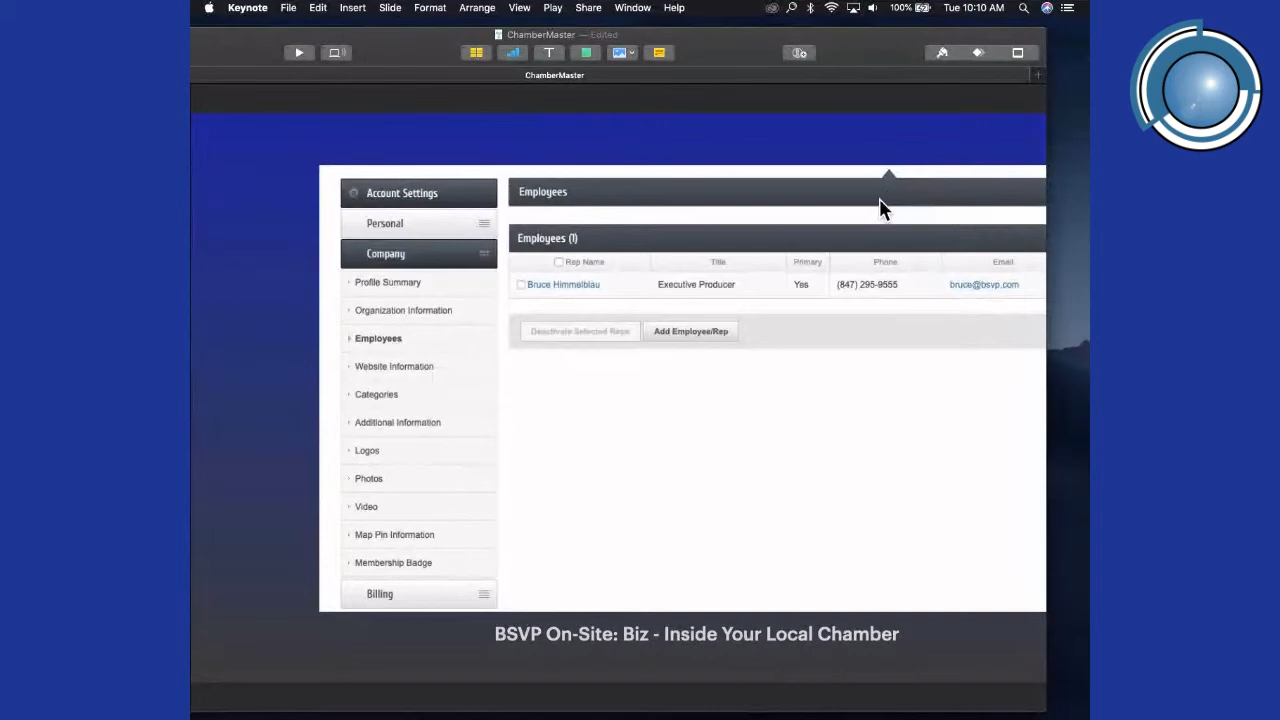 Keynote File Edit Insert Slide Format Arrange View Play Share Window Help 100% Tue 10:10 AM
ChamberMaster — Edited
ChamberMaster
Account Settings
Personal
Company
Profile Summary
Organization Information
Employees
Website Information
Categories
Additional Information
Logos
Photos
Video
Map Pin Information
Membership Badge
Billing
Employees
Employees (1)
Rep Name Title Primary Phone Email
Bruce Himmelblau Executive Producer Yes (847) 295-9555 bruce@bsvp.com
Deactivate Selected Reps Add Employee/Rep
BSVP On-Site: Biz - Inside Your Local Chamber